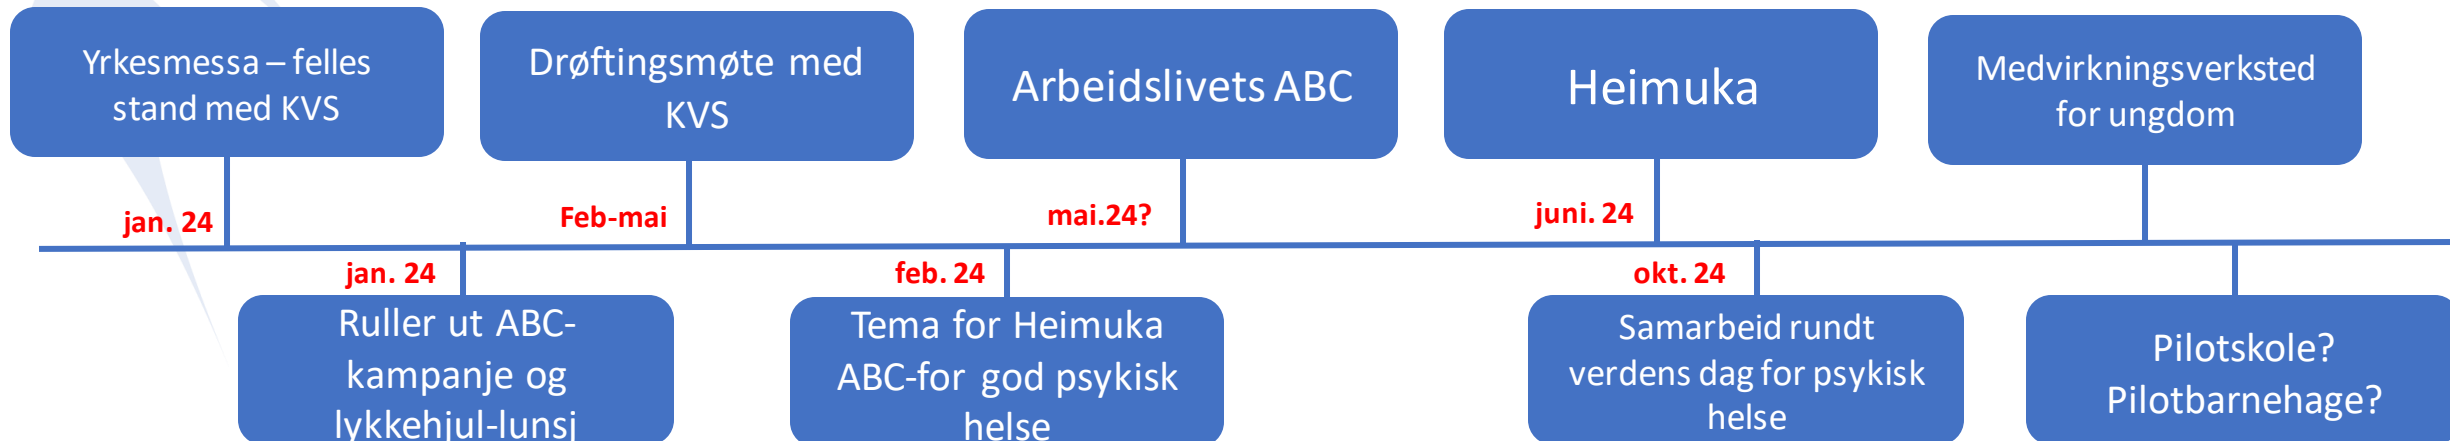 Yrkesmessa – felles
stand med KVS
Drøftingsmøte med
KVS
Arbeidslivets ABC
Heimuka
Medvirkningsverksted
for ungdom
jan. 24
Feb-mai
mai.24?
juni. 24
jan. 24
feb. 24
okt. 24
Ruller ut ABC-
kampanje og
lykkehjul-lunsj
Tema for Heimuka
ABC-for god psykisk
helse
Samarbeid rundt
verdens dag for psykisk
helse
Pilotskole?
Pilotbarnehage?